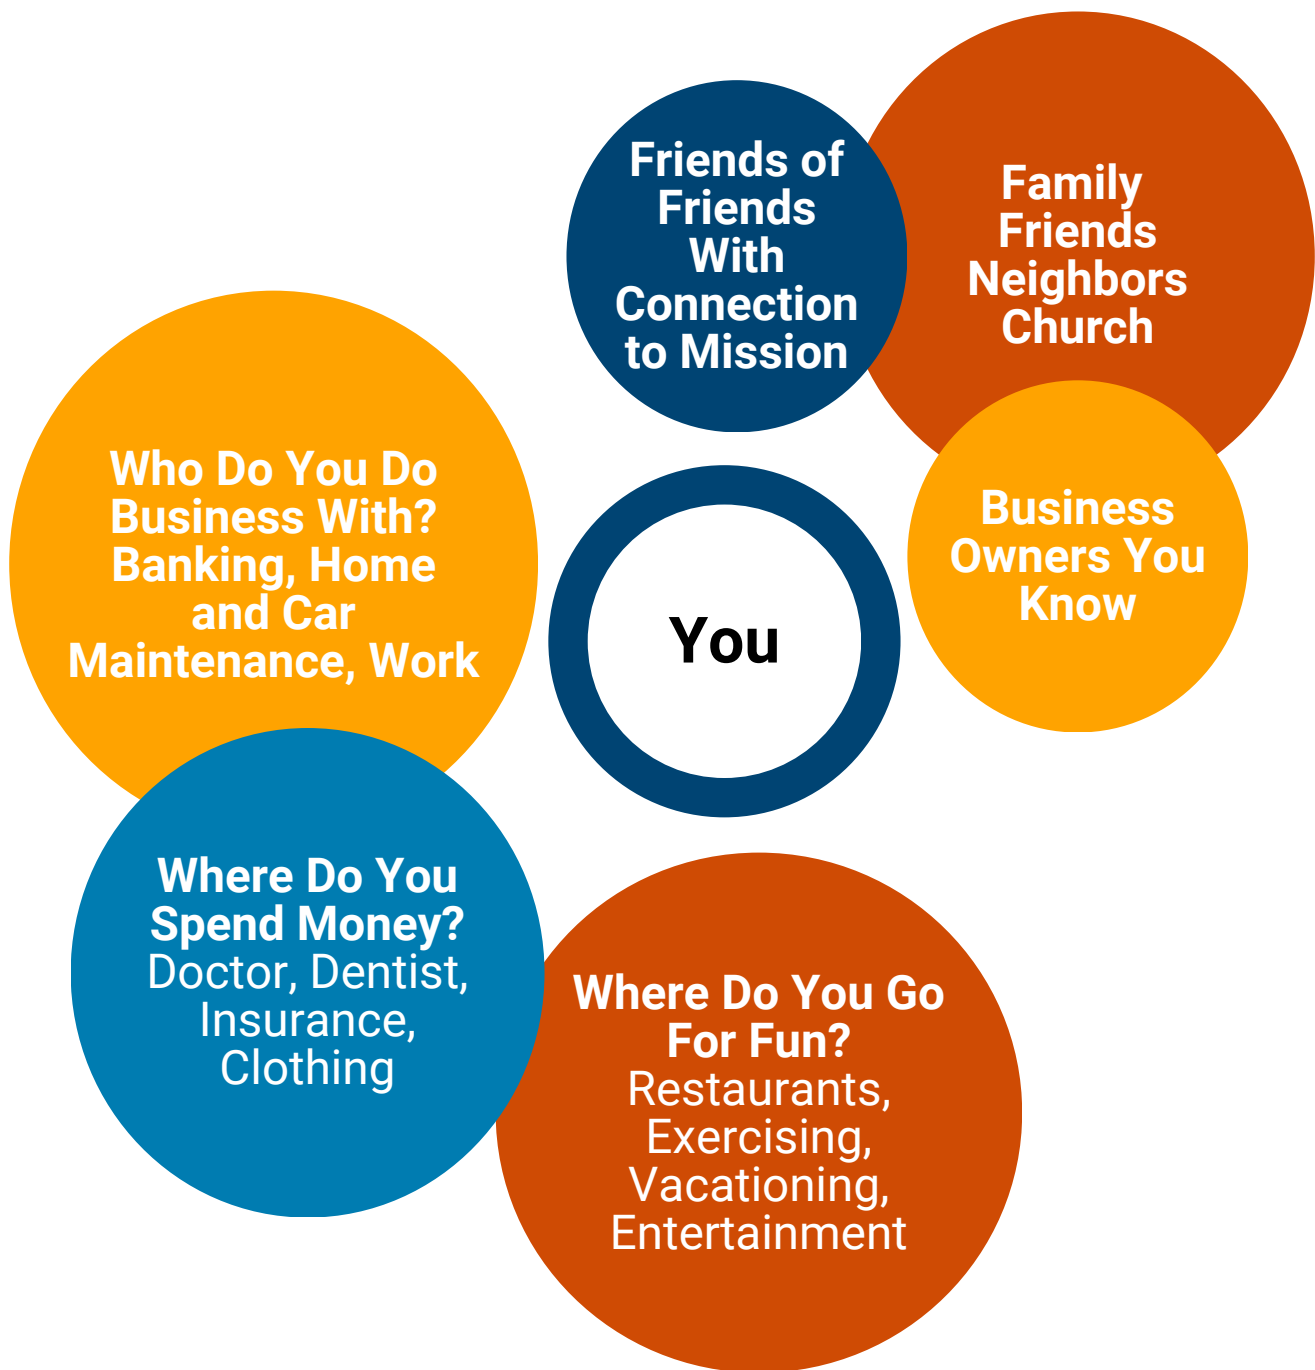 Friends of
Friends
With
Connection
to Mission
Family
Friends
Neighbors
Church
Who Do You Do
Business With?
Banking, Home
and Car
Maintenance, Work
Business
Owners You
Know
You
Where Do You
Spend Money?
Doctor, Dentist,
Insurance,
Clothing
Where Do You Go
For Fun?
Restaurants,
Exercising,
Vacationing,
Entertainment